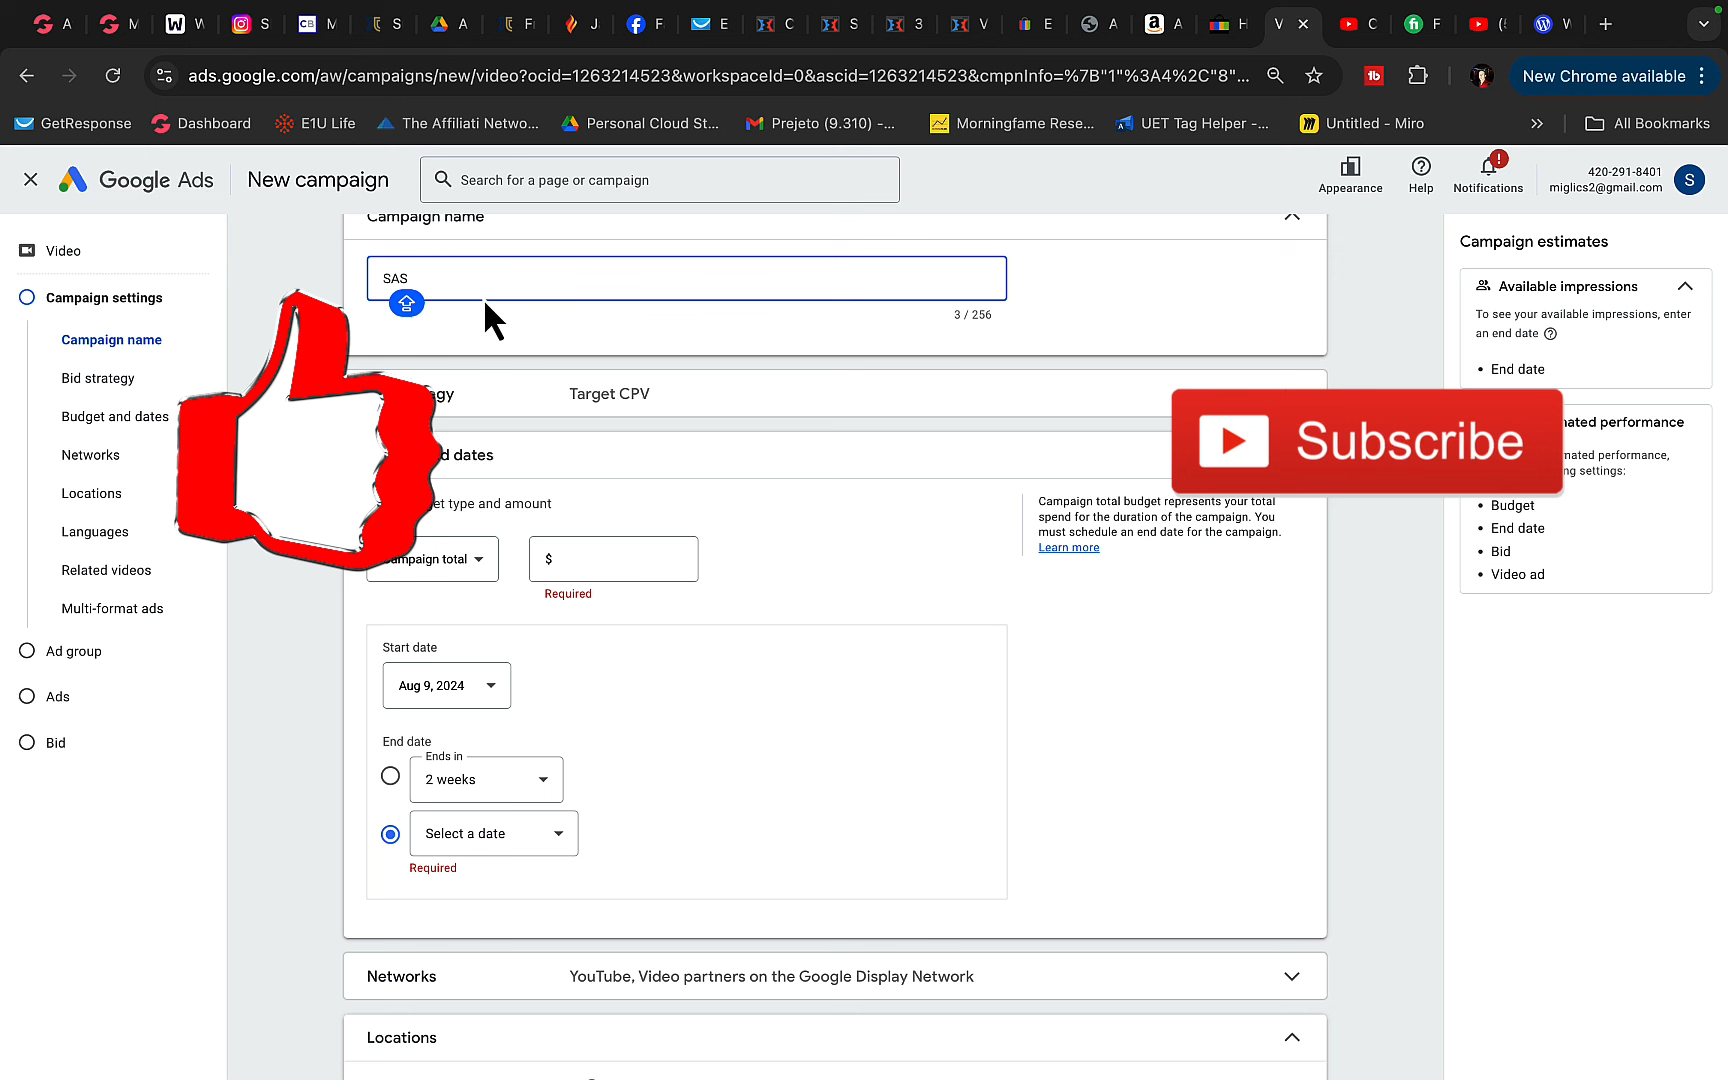 A
M
W
S
M
S
A
F
J
F
E
C
S
3
V
E
A
A
H
V
C
F
(
W
ads.google.com/aw/campaigns/new/video?ocid=1263214523&workspaceId=0&ascid=1263214523&cmpnInfo=%7B"1"%3A4%2C"8"...
New Chrome available
GetResponse
Dashboard
E1U Life
The Affiliati Netwo...
Personal Cloud St...
Prejeto (9.310) -...
Morningfame Rese...
UET Tag Helper -...
Untitled - Miro
All Bookmarks
Google Ads
New campaign
Search for a page or campaign
Appearance
Help
Notifications
420-291-8401
miglics2@gmail.com
S
Video
Campaign settings
Campaign name
Bid strategy
Budget and dates
Networks
Locations
Languages
Related videos
Multi-format ads
Ad group
Ads
Bid
Campaign name
SAS
3 / 256
gy
Target CPV
d dates
et type and amount
ampaign total
$
Required
Campaign total budget represents your total
spend for the duration of the campaign. You
must schedule an end date for the campaign.
Learn more
Start date
Aug 9, 2024
End date
Ends in
2 weeks
Select a date
Required
Networks
YouTube, Video partners on the Google Display Network
Locations
Subscribe
Campaign estimates
Available impressions
To see your available impressions, enter
an end date
• End date
nated performance
mated performance,
ng settings:
• Budget
• End date
• Bid
• Video ad